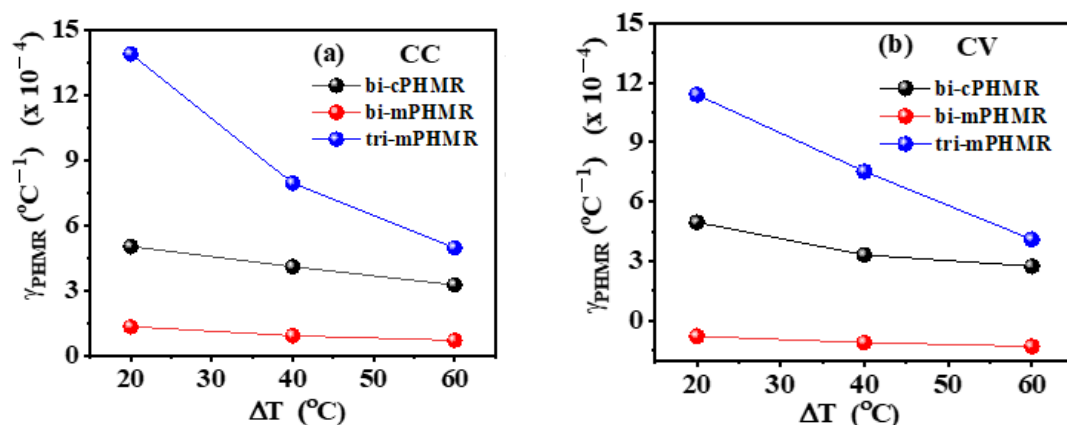 (a) CC
bi-cPHMR
bi-mPHMR
tri-mPHMR
γPHMR (°C⁻¹) (x 10⁻⁴)
15
12
9
6
3
0
20 30 40 50 60
ΔT (°C)
(b) CV
bi-cPHMR
bi-mPHMR
tri-mPHMR
γPHMR (°C⁻¹) (x 10⁻⁴)
15
12
9
6
3
0
20 30 40 50 60
ΔT (°C)